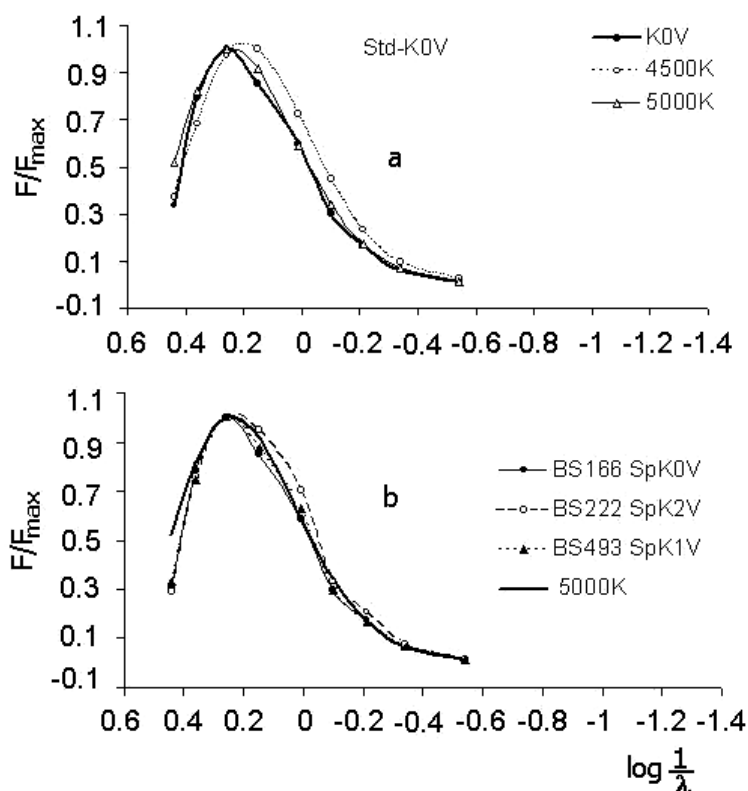 Std-K0V
K0V
4500K
5000K
F/Fmax
1.1
0.9
0.7
0.5
0.3
0.1
-0.1
a
0.6 0.4 0.2 0 -0.2 -0.4 -0.6 -0.8 -1 -1.2 -1.4
F/Fmax
1.1
0.9
0.7
0.5
0.3
0.1
-0.1
b
BS166 SpK0V
BS222 SpK2V
BS493 SpK1V
5000K
0.6 0.4 0.2 0 -0.2 -0.4 -0.6 -0.8 -1 -1.2 -1.4
log 1/λ